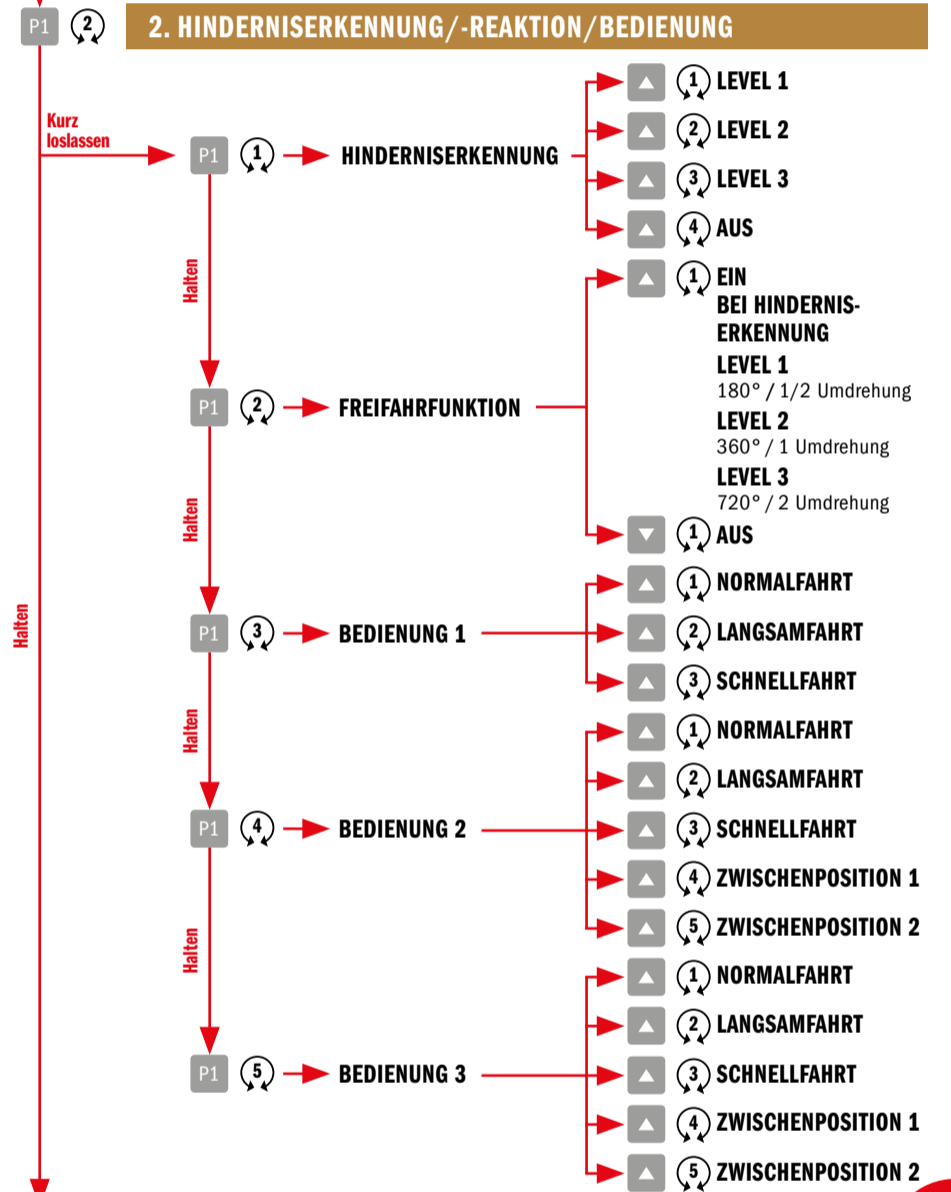 P1 2 2. HINDERNISERKENNUNG/-REAKTION/BEDIENUNG
Kurz
loslassen
P1 1 HINDERNISERKENNUNG
1 LEVEL 1
2 LEVEL 2
3 LEVEL 3
4 AUS
Halten
P1 2 FREIFAHRFUNKTION
1 EIN
BEI HINDERNIS-
ERKENNUNG
LEVEL 1
180° / 1/2 Umdrehung
LEVEL 2
360° / 1 Umdrehung
LEVEL 3
720° / 2 Umdrehung
1 AUS
Halten
Halten
P1 3 BEDIENUNG 1
1 NORMALFAHRT
2 LANGSAMFAHRT
3 SCHNELLFAHRT
Halten
P1 4 BEDIENUNG 2
1 NORMALFAHRT
2 LANGSAMFAHRT
3 SCHNELLFAHRT
4 ZWISCHENPOSITION 1
5 ZWISCHENPOSITION 2
Halten
P1 5 BEDIENUNG 3
1 NORMALFAHRT
2 LANGSAMFAHRT
3 SCHNELLFAHRT
4 ZWISCHENPOSITION 1
5 ZWISCHENPOSITION 2